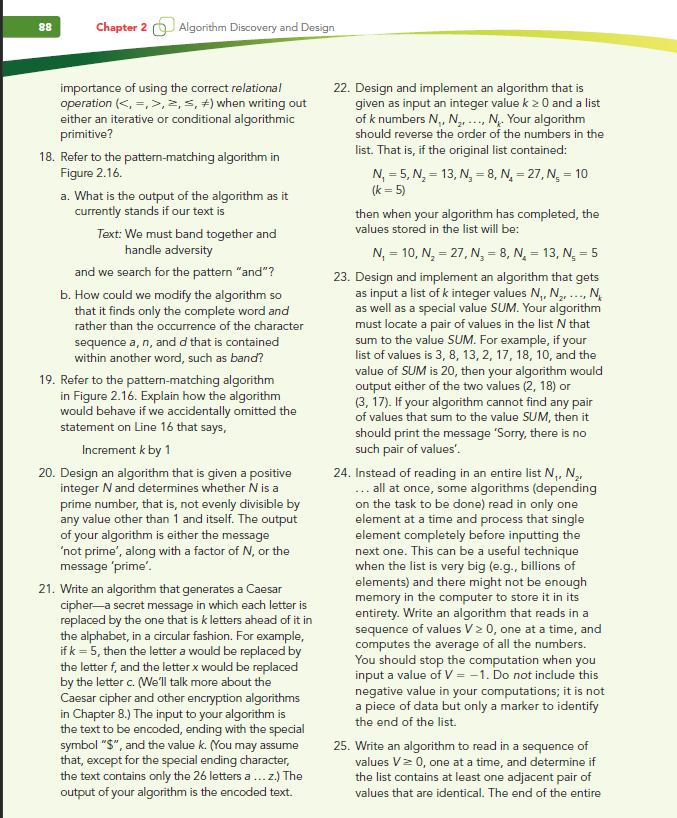 88
Chapter 2 Algorithm Discovery and Design
importance of using the correct relational
operation (<, =, >, ≥, ≤, ≠) when writing out
either an iterative or conditional algorithmic
primitive?
18. Refer to the pattern-matching algorithm in
Figure 2.16.
a. What is the output of the algorithm as it
currently stands if our text is
Text: We must band together and
handle adversity
and we search for the pattern “and”?
b. How could we modify the algorithm so
that it finds only the complete word and
rather than the occurrence of the character
sequence a, n, and d that is contained
within another word, such as band?
19. Refer to the pattern-matching algorithm
in Figure 2.16. Explain how the algorithm
would behave if we accidentally omitted the
statement on Line 16 that says,
Increment k by 1
20. Design an algorithm that is given a positive
integer N and determines whether N is a
prime number, that is, not evenly divisible by
any value other than 1 and itself. The output
of your algorithm is either the message
‘not prime’, along with a factor of N, or the
message ‘prime’.
21. Write an algorithm that generates a Caesar
cipher—a secret message in which each letter is
replaced by the one that is k letters ahead of it in
the alphabet, in a circular fashion. For example,
if k = 5, then the letter a would be replaced by
the letter f, and the letter x would be replaced
by the letter c. (We’ll talk more about the
Caesar cipher and other encryption algorithms
in Chapter 8.) The input to your algorithm is
the text to be encoded, ending with the special
symbol “$”, and the value k. (You may assume
that, except for the special ending character,
the text contains only the 26 letters a ... z.) The
output of your algorithm is the encoded text.
22. Design and implement an algorithm that is
given as input an integer value k ≥ 0 and a list
of k numbers N₁, N₂, ..., Nₖ. Your algorithm
should reverse the order of the numbers in the
list. That is, if the original list contained:
N₁ = 5, N₂ = 13, N₃ = 8, N₄ = 27, N₅ = 10
(k = 5)
then when your algorithm has completed, the
values stored in the list will be:
N₁ = 10, N₂ = 27, N₃ = 8, N₄ = 13, N₅ = 5
23. Design and implement an algorithm that gets
as input a list of k integer values N₁, N₂, ..., Nₖ
as well as a special value SUM. Your algorithm
must locate a pair of values in the list N that
sum to the value SUM. For example, if your
list of values is 3, 8, 13, 2, 17, 18, 10, and the
value of SUM is 20, then your algorithm would
output either of the two values (2, 18) or
(3, 17). If your algorithm cannot find any pair
of values that sum to the value SUM, then it
should print the message ‘Sorry, there is no
such pair of values’.
24. Instead of reading in an entire list N₁, N₂,
... all at once, some algorithms (depending
on the task to be done) read in only one
element at a time and process that single
element completely before inputting the
next one. This can be a useful technique
when the list is very big (e.g., billions of
elements) and there might not be enough
memory in the computer to store it in its
entirety. Write an algorithm that reads in a
sequence of values V ≥ 0, one at a time, and
computes the average of all the numbers.
You should stop the computation when you
input a value of V = −1. Do not include this
negative value in your computations; it is not
a piece of data but only a marker to identify
the end of the list.
25. Write an algorithm to read in a sequence of
values V ≥ 0, one at a time, and determine if
the list contains at least one adjacent pair of
values that are identical. The end of the entire